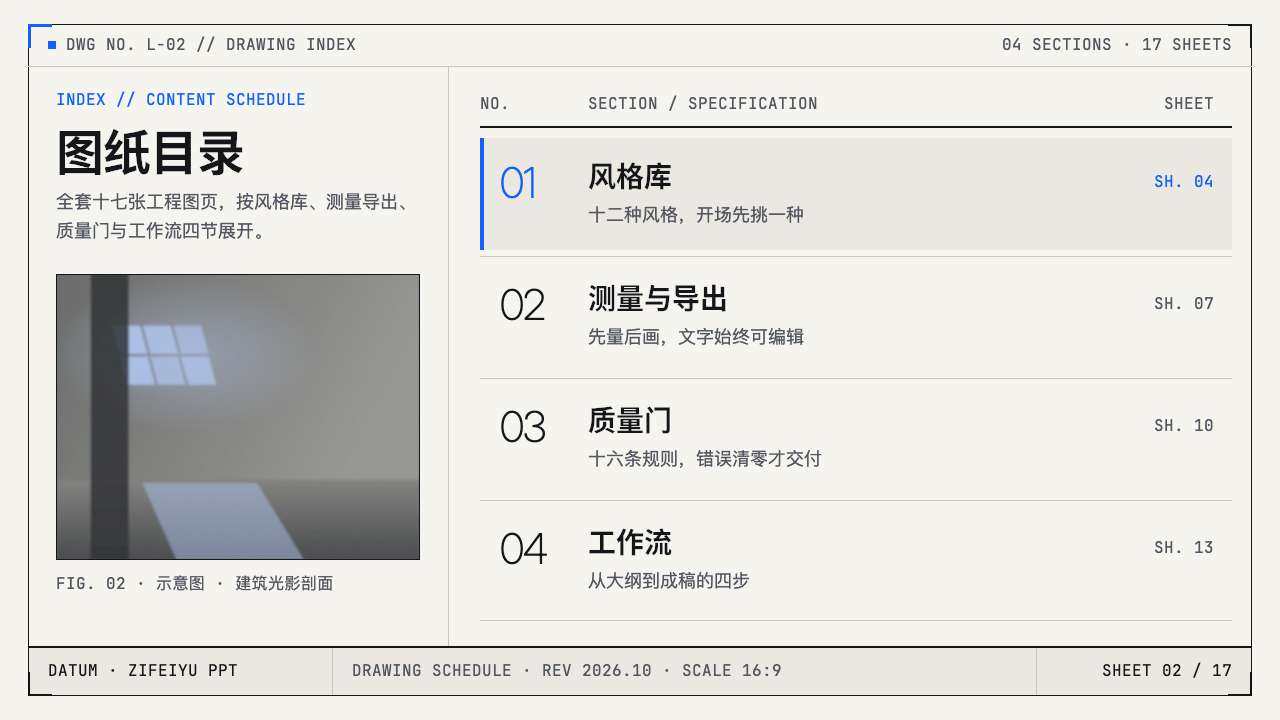 DWG NO. L-02 // DRAWING INDEX
04 SECTIONS · 17 SHEETS
INDEX // CONTENT SCHEDULE
图纸目录
全套十七张工程图页，按风格库、测量导出、
质量门与工作流四节展开。
FIG. 02 · 示意图 · 建筑光影剖面
NO. SECTION / SPECIFICATION SHEET
01 风格库 SH. 04
十二种风格，开场先挑一种
02 测量与导出 SH. 07
先量后画，文字始终可编辑
03 质量门 SH. 10
十六条规则，错误清零才交付
04 工作流 SH. 13
从大纲到成稿的四步
DATUM · ZIFEIYU PPT
DRAWING SCHEDULE · REV 2026.10 · SCALE 16:9
SHEET 02 / 17